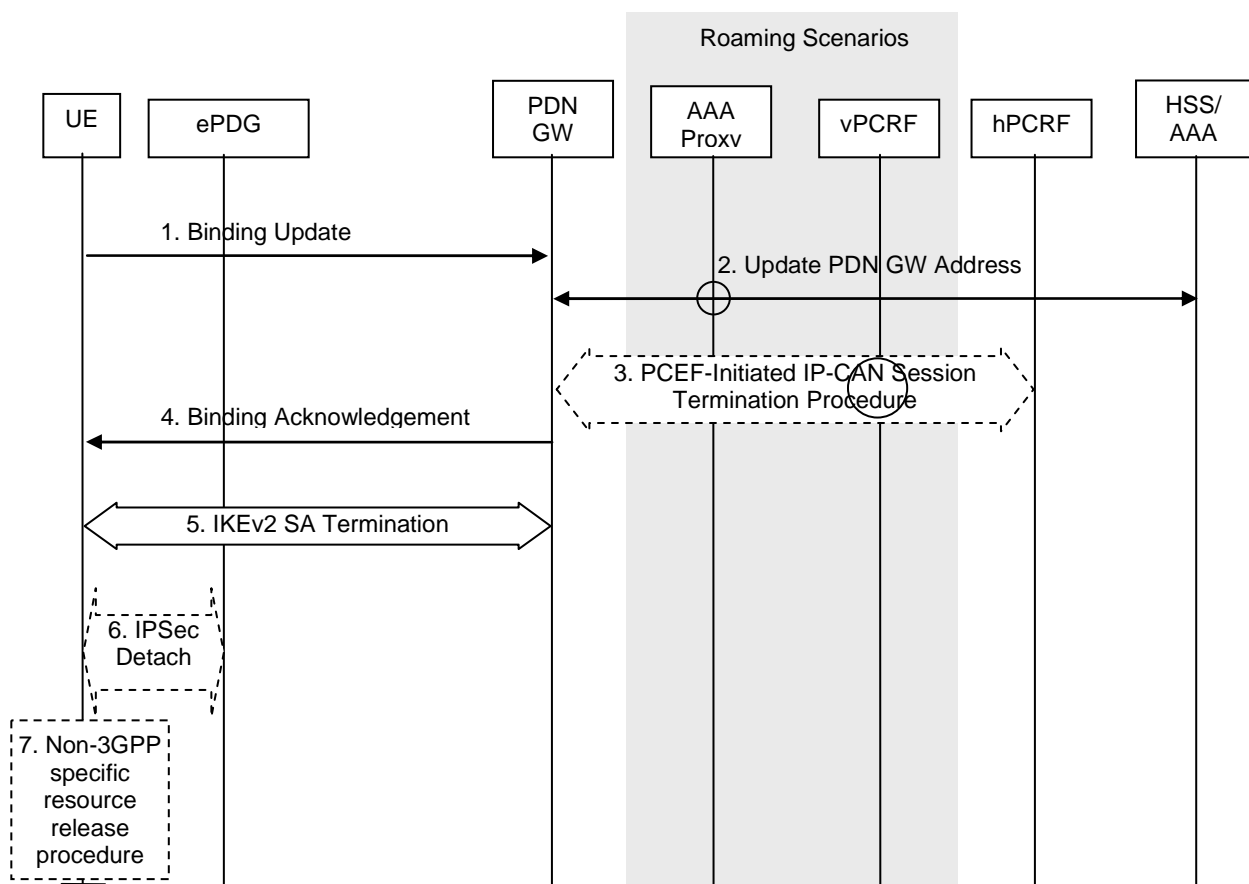 Roaming Scenarios
UE
ePDG
PDN
GW
AAA
Proxy
vPCRF
hPCRF
HSS/
AAA
1. Binding Update
2. Update PDN GW Address
3. PCEF-Initiated IP-CAN Session
Termination Procedure
4. Binding Acknowledgement
5. IKEv2 SA Termination
6. IPSec
Detach
7. Non-3GPP
specific
resource
release
procedure